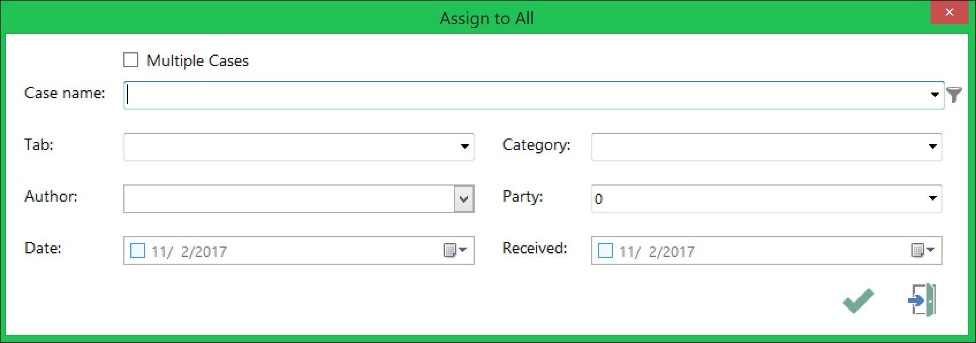 Assign to All
Multiple Cases
Case name:
Tab: Category:
Author: Party: 0
Date: 11/ 2/2017 Received: 11/ 2/2017